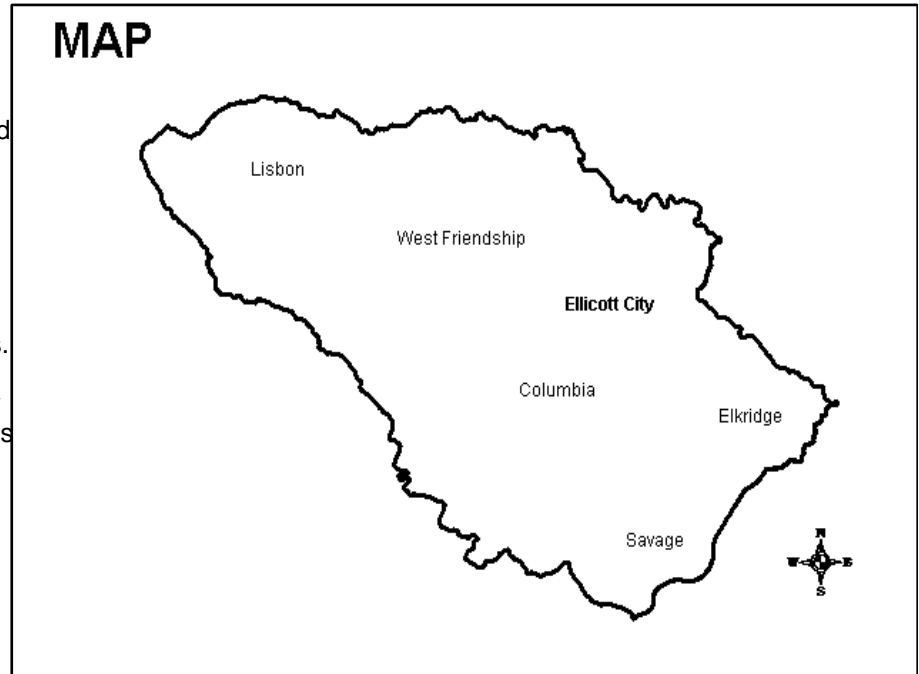 MAP
d
Lisbon
West Friendship
Ellicott City
s.
Columbia
Elkridge
s
Savage
N
W E
S